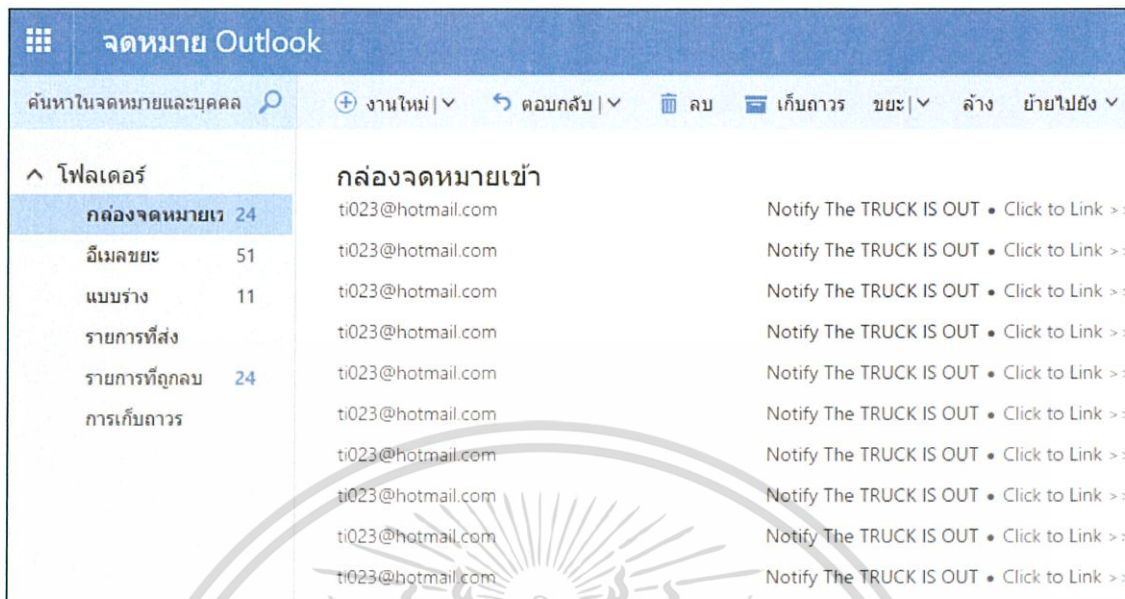 จดหมาย Outlook
ค้นหาในจดหมายและบุคคล งานใหม่ | ตอบกลับ | ลบ เก็บถาวร ขยะ | ล้าง ย้ายไปยัง
โฟลเดอร์
กล่องจดหมายเว 24
อีเมลขยะ 51
แบบร่าง 11
รายการที่ส่ง
รายการที่ถูกลบ 24
การเก็บถาวร
กล่องจดหมายเข้า
ti023@hotmail.com Notify The TRUCK IS OUT • Click to Link >
ti023@hotmail.com Notify The TRUCK IS OUT • Click to Link >
ti023@hotmail.com Notify The TRUCK IS OUT • Click to Link >
ti023@hotmail.com Notify The TRUCK IS OUT • Click to Link >
ti023@hotmail.com Notify The TRUCK IS OUT • Click to Link >
ti023@hotmail.com Notify The TRUCK IS OUT • Click to Link >
ti023@hotmail.com Notify The TRUCK IS OUT • Click to Link >
ti023@hotmail.com Notify The TRUCK IS OUT • Click to Link >
ti023@hotmail.com Notify The TRUCK IS OUT • Click to Link >
ti023@hotmail.com Notify The TRUCK IS OUT • Click to Link >